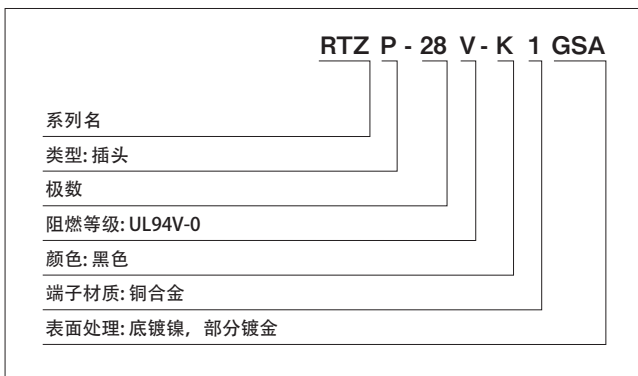 RTZ P - 28 V - K 1 GSA
系列名
类型: 插头
极数
阻燃等级: UL94V-0
颜色: 黑色
端子材质: 铜合金
表面处理: 底镀镍，部分镀金